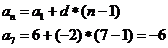 aₙ = a₁ + d*(n−1)
a₇ = 6+(−2)*(7−1)=−6